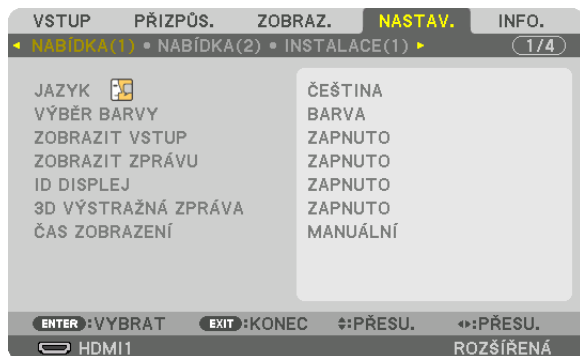 VSTUP PŘIZPŮS. ZOBRAZ. NASTAV. INFO.
NABÍDKA(1) • NABÍDKA(2) • INSTALACE(1) 1/4
JAZYK ČEŠTINA
VÝBĚR BARVY BARVA
ZOBRAZIT VSTUP ZAPNUTO
ZOBRAZIT ZPRÁVU ZAPNUTO
ID DISPLEJ ZAPNUTO
3D VÝSTRAŽNÁ ZPRÁVA ZAPNUTO
ČAS ZOBRAZENÍ MANUÁLNÍ
ENTER :VYBRAT EXIT :KONEC :PŘESU. :PŘESU.
HDMI1 ROZŠÍŘENÁ